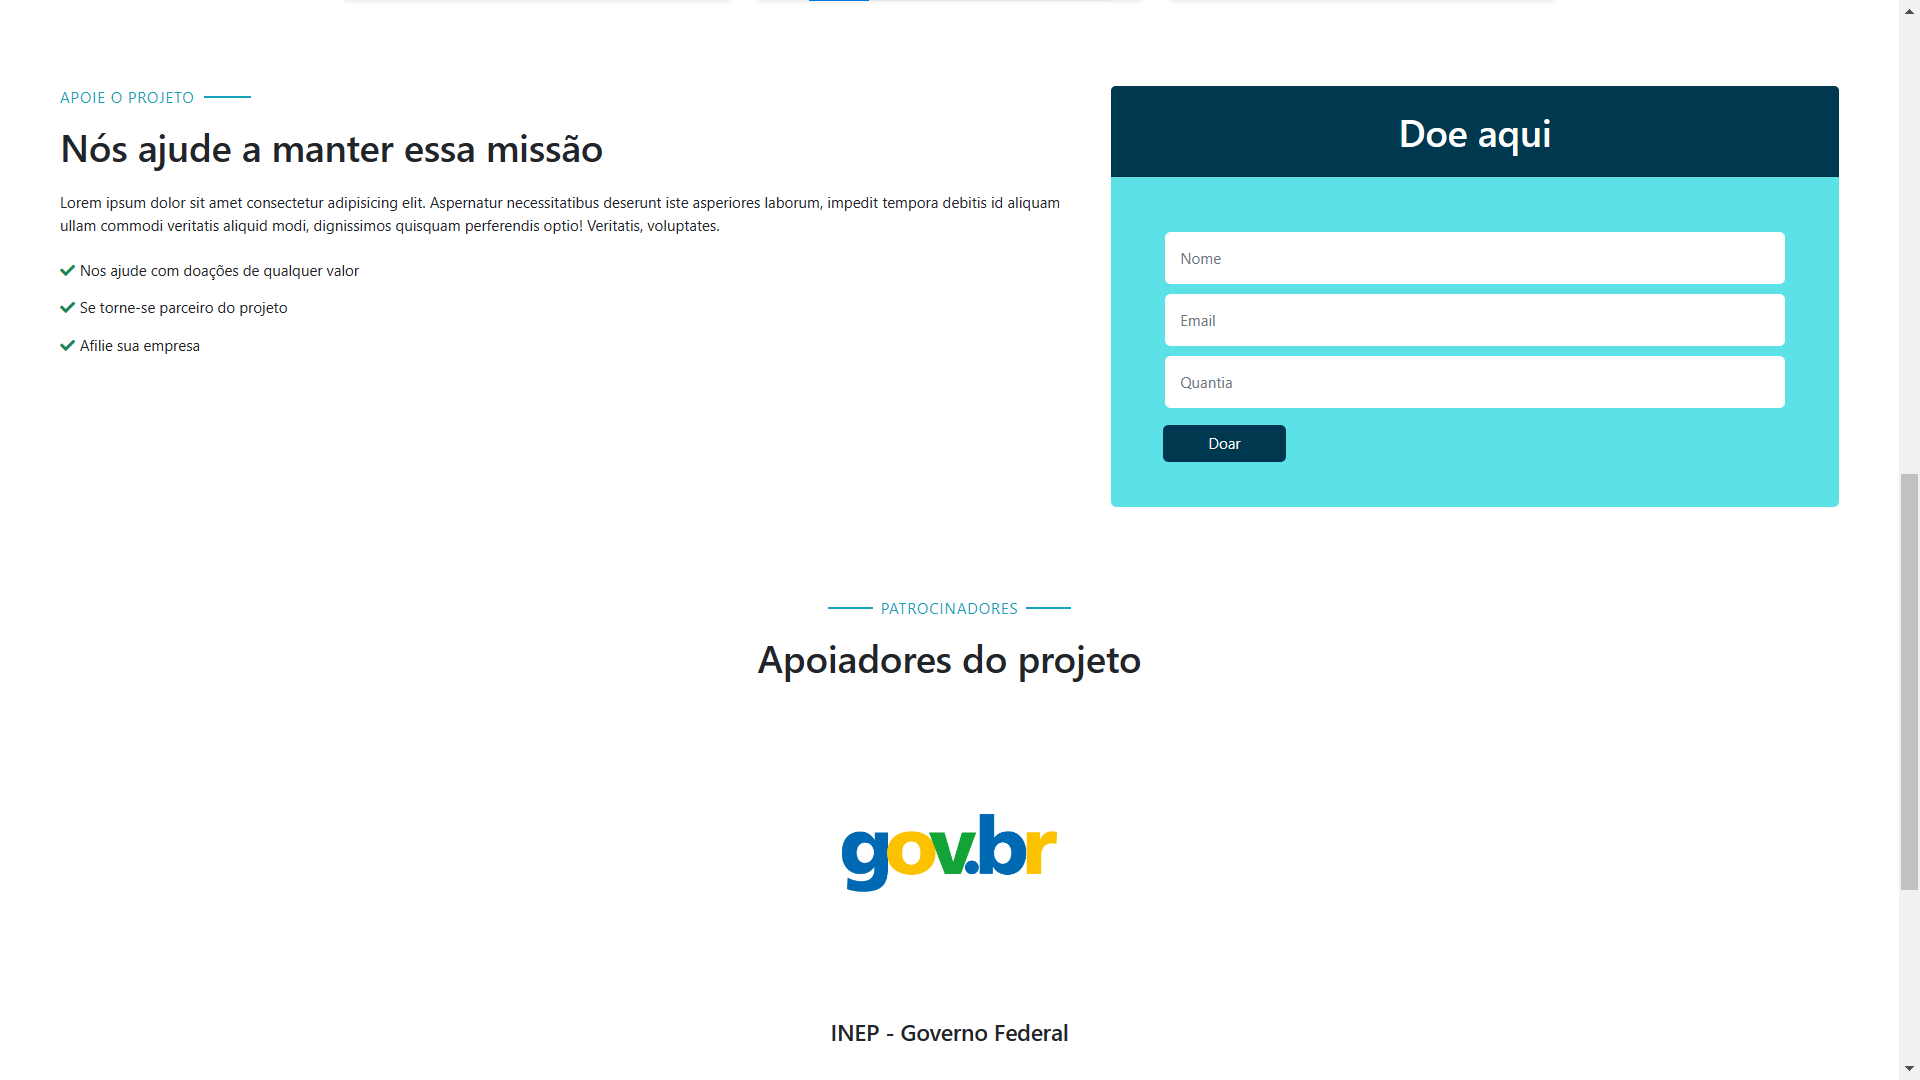 APOIE O PROJETO
Nós ajude a manter essa missão
Lorem ipsum dolor sit amet consectetur adipisicing elit. Aspernatur necessitatibus deserunt iste asperiores laborum, impedit tempora debitis id aliquam
ullam commodi veritatis aliquid modi, dignissimos quisquam perferendis optio! Veritatis, voluptates.
Nos ajude com doações de qualquer valor
Se torne-se parceiro do projeto
Afilie sua empresa
Doe aqui
Nome
Email
Quantia
Doar
PATROCINADORES
Apoiadores do projeto
gov.br
INEP - Governo Federal